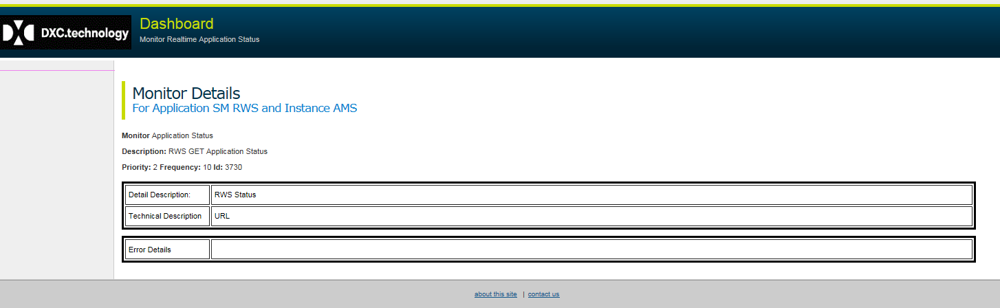 DXC.technology
Dashboard
Monitor Realtime Application Status
Monitor Details
For Application SM RWS and Instance AMS
Monitor Application Status
Description: RWS GET Application Status
Priority: 2 Frequency: 10 Id: 3730
Detail Description: RWS Status
Technical Description URL
Error Details
about this site | contact us